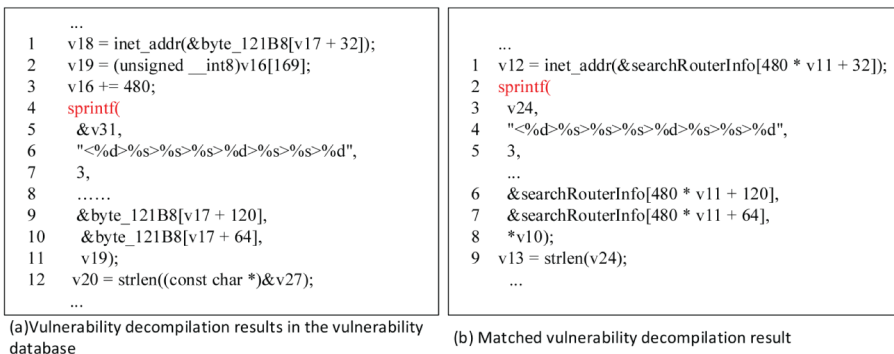 ...
1 v18 = inet_addr(&byte_121B8[v17 + 32]);
2 v19 = (unsigned __int8)v16[169];
3 v16 += 480;
4 sprintf(
5 &v31,
6 "<%d>%s>%s>%s>%d>%s>%s>%d",
7 3,
8 ......
9 &byte_121B8[v17 + 120],
10 &byte_121B8[v17 + 64],
11 v19);
12 v20 = strlen((const char *)&v27);
...
(a)Vulnerability decompilation results in the vulnerability
database
...
1 v12 = inet_addr(&searchRouterInfo[480 * v11 + 32]);
2 sprintf(
3 v24,
4 "<%d>%s>%s>%s>%d>%s>%s>%d",
5 3,
...
6 &searchRouterInfo[480 * v11 + 120],
7 &searchRouterInfo[480 * v11 + 64],
8 *v10);
9 v13 = strlen(v24);
...
(b) Matched vulnerability decompilation result